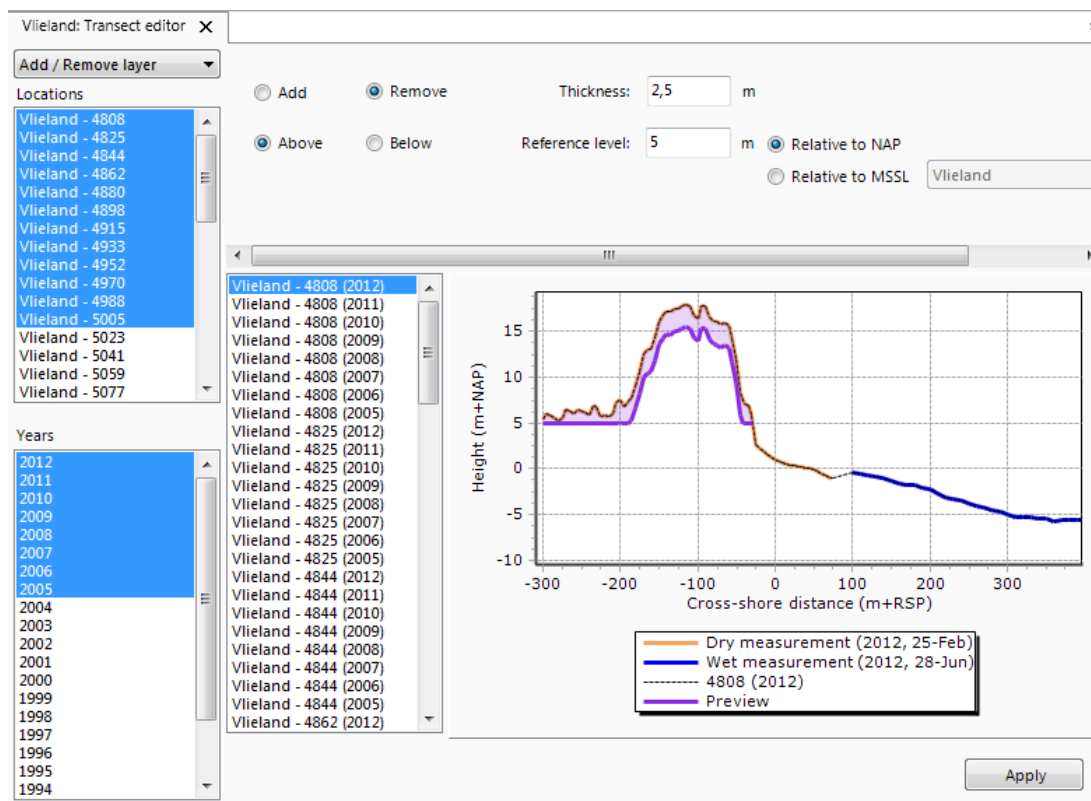 Vlieland: Transect editor X
Add / Remove layer
Locations
Vlieland - 4808
Vlieland - 4825
Vlieland - 4844
Vlieland - 4862
Vlieland - 4880
Vlieland - 4898
Vlieland - 4915
Vlieland - 4933
Vlieland - 4952
Vlieland - 4970
Vlieland - 4988
Vlieland - 5005
Vlieland - 5023
Vlieland - 5041
Vlieland - 5059
Vlieland - 5077
Years
2012
2011
2010
2009
2008
2007
2006
2005
2004
2003
2002
2001
2000
1999
1998
1997
1996
1995
1994
Add Remove Thickness: 2,5 m
Above Below Reference level: 5 m Relative to NAP
Relative to MSSL Vlieland
Vlieland - 4808 (2012)
Vlieland - 4808 (2011)
Vlieland - 4808 (2010)
Vlieland - 4808 (2009)
Vlieland - 4808 (2008)
Vlieland - 4808 (2007)
Vlieland - 4808 (2006)
Vlieland - 4808 (2005)
Vlieland - 4825 (2012)
Vlieland - 4825 (2011)
Vlieland - 4825 (2010)
Vlieland - 4825 (2009)
Vlieland - 4825 (2008)
Vlieland - 4825 (2007)
Vlieland - 4825 (2006)
Vlieland - 4825 (2005)
Vlieland - 4844 (2012)
Vlieland - 4844 (2011)
Vlieland - 4844 (2010)
Vlieland - 4844 (2009)
Vlieland - 4844 (2008)
Vlieland - 4844 (2007)
Vlieland - 4844 (2006)
Vlieland - 4844 (2005)
Vlieland - 4862 (2012)
Height (m+NAP)
15
10
5
0
-5
-10
-300 -200 -100 0 100 200 300
Cross-shore distance (m+RSP)
Dry measurement (2012, 25-Feb)
Wet measurement (2012, 28-Jun)
4808 (2012)
Preview
Apply